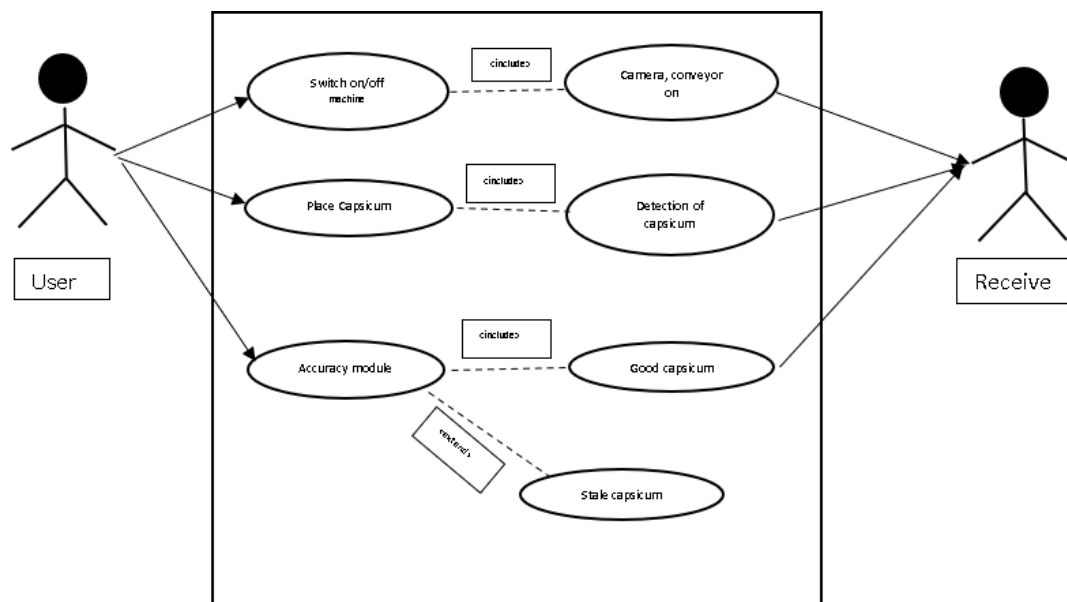 <include>
Switch on/off
machine
Camera, conveyor
on
<include>
Place Capsicum
Detection of
capsicum
User
Receive
<include>
Accuracy module
Good capsicum
<extend>
Stale capsicum